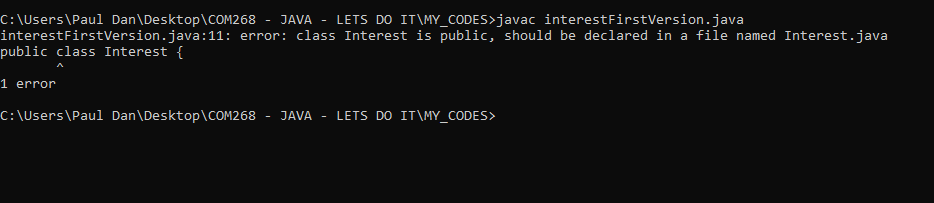 C:\Users\Paul Dan\Desktop\COM268 - JAVA - LETS DO IT\MY_CODES>javac interestFirstVersion.java
interestFirstVersion.java:11: error: class Interest is public, should be declared in a file named Interest.java
public class Interest {
       ^
1 error
C:\Users\Paul Dan\Desktop\COM268 - JAVA - LETS DO IT\MY_CODES>